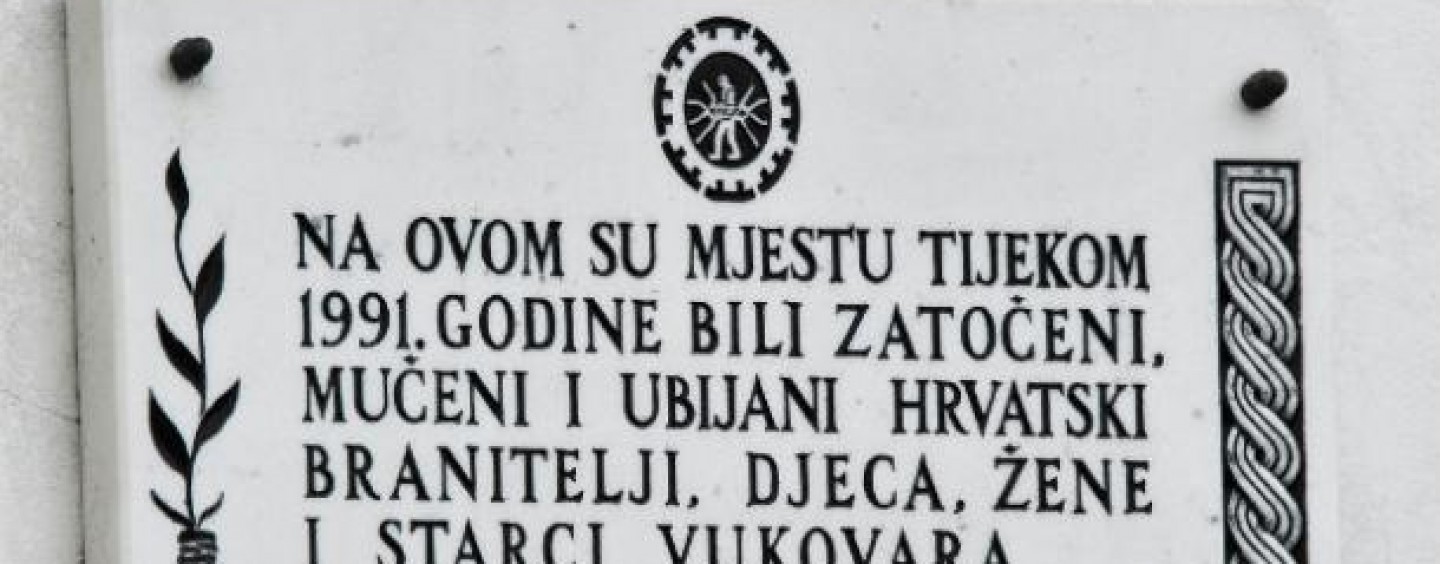 NA OVOM SU MJESTU TIJEKOM
1991. GODINE BILI ZATOČENI,
MUČENI I UBIJANI HRVATSKI
BRANITELJI, DJECA, ŽENE
I STARCI VUKOVARA